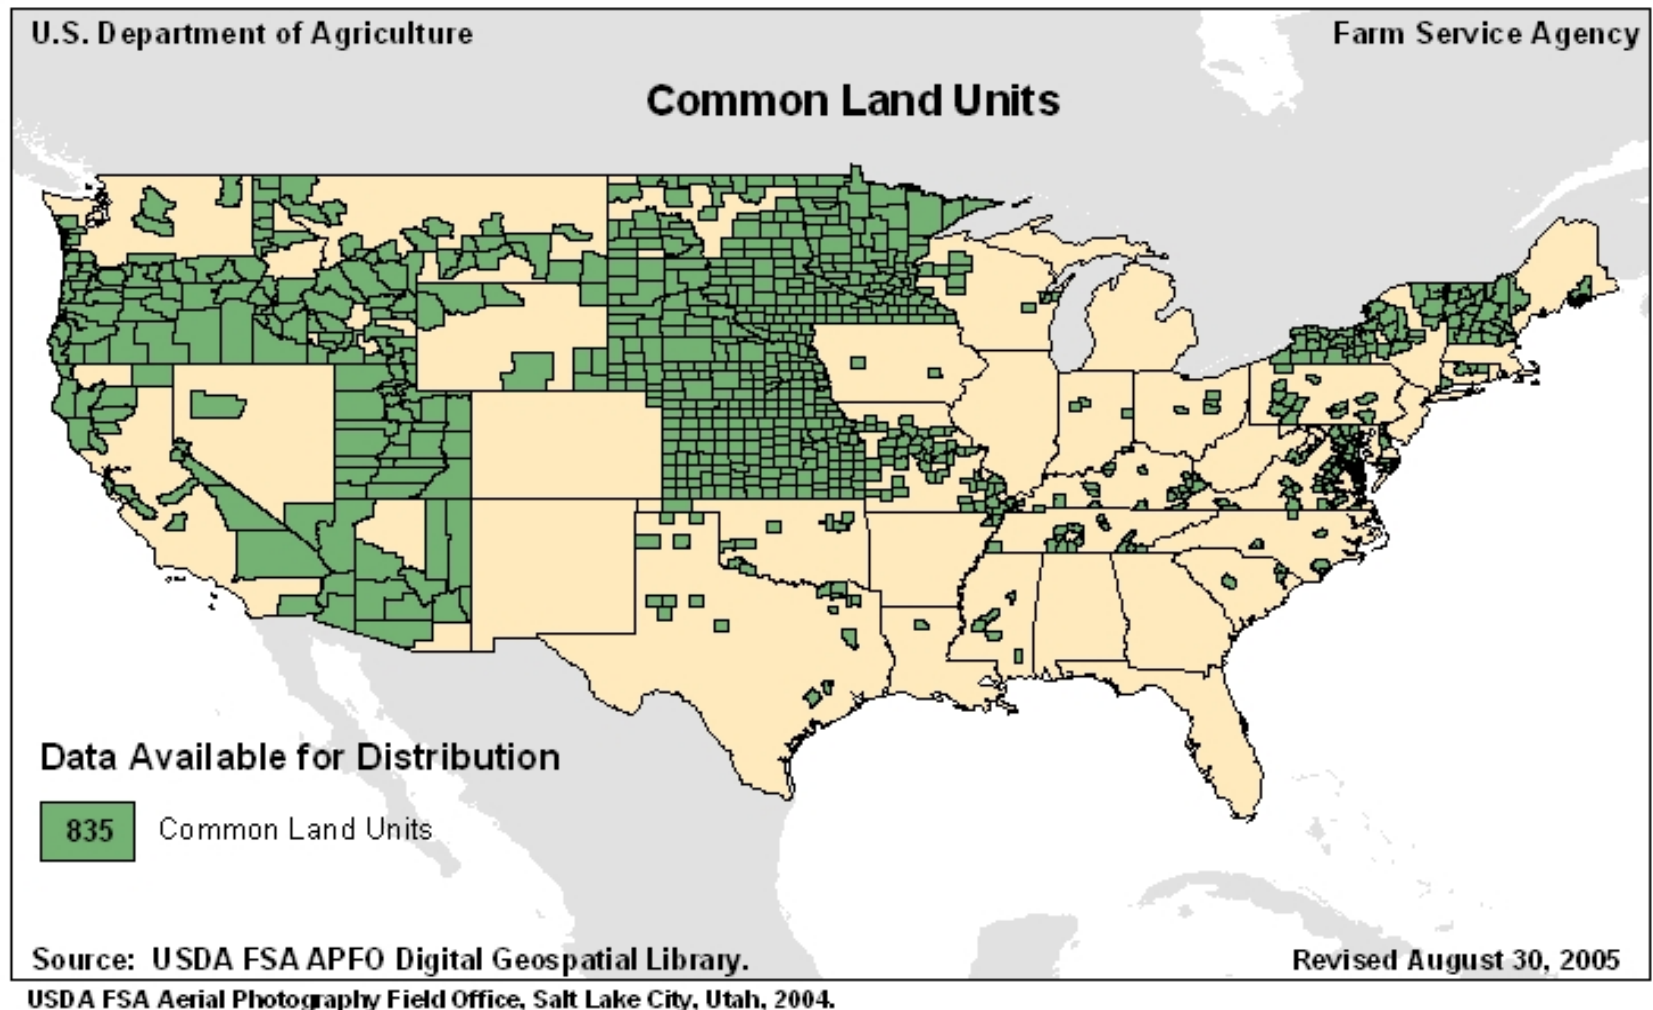 U.S. Department of Agriculture
Farm Service Agency
Common Land Units
Data Available for Distribution
835 Common Land Units
Source: USDA FSA APFO Digital Geospatial Library.
Revised August 30, 2005
USDA FSA Aerial Photography Field Office, Salt Lake City, Utah, 2004.